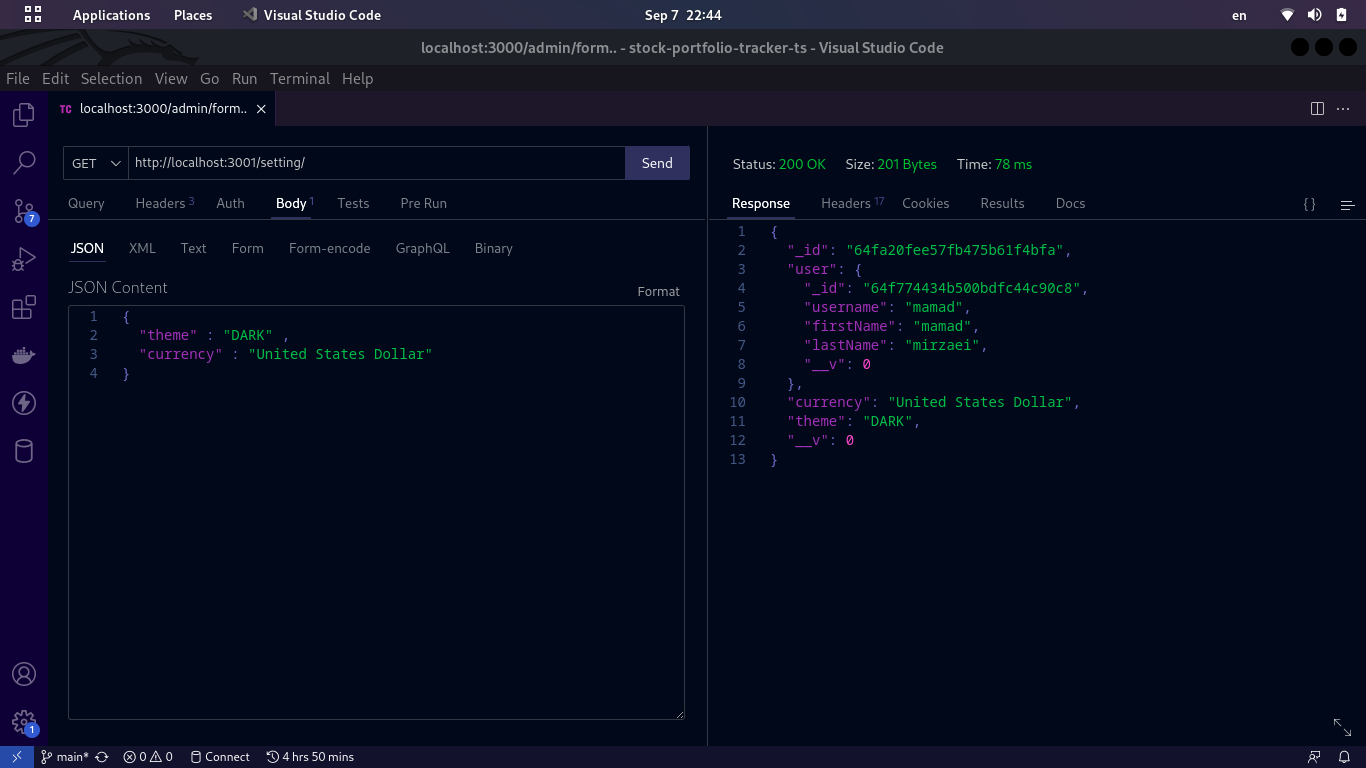 Applications Places Visual Studio Code Sep 7 22:44 en
localhost:3000/admin/form.. - stock-portfolio-tracker-ts - Visual Studio Code
File Edit Selection View Go Run Terminal Help
TC localhost:3000/admin/form..
GET http://localhost:3001/setting/ Send
Query Headers 3 Auth Body 1 Tests Pre Run
JSON XML Text Form Form-encode GraphQL Binary
JSON Content
Format
1 {
2 "theme" : "DARK" ,
3 "currency" : "United States Dollar"
4 }
Status: 200 OK Size: 201 Bytes Time: 78 ms
Response Headers 17 Cookies Results Docs { }
1 {
2 "_id": "64fa20fee57fb475b61f4bfa",
3 "user": {
4 "_id": "64f774434b500bdfc44c90c8",
5 "username": "mamad",
6 "firstName": "mamad",
7 "lastName": "mirzaei",
8 "__v": 0
9 },
10 "currency": "United States Dollar",
11 "theme": "DARK",
12 "__v": 0
13 }
7
1
main* 0 0 Connect 4 hrs 50 mins